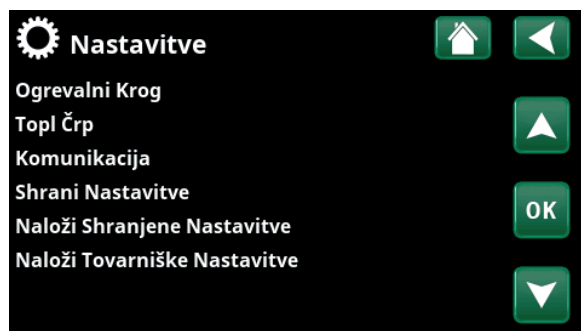 Nastavitve
Ogrevalni Krog
Topl Črp
Komunikacija
Shrani Nastavitve
OK
Naloži Shranjene Nastavitve
Naloži Tovarniške Nastavitve